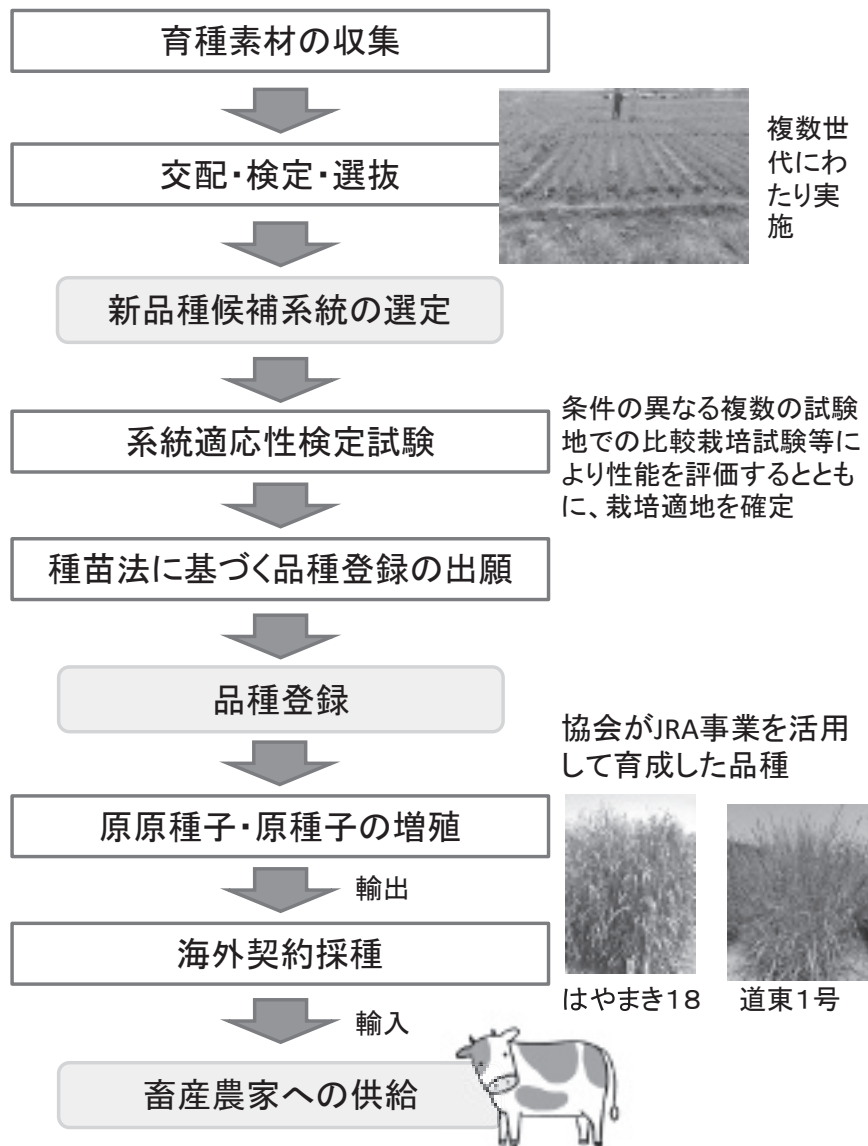 育種素材の収集
交配・検定・選抜
複数世
代にわ
たり実
施
新品種候補系統の選定
系統適応性検定試験
条件の異なる複数の試験
地での比較栽培試験等に
より性能を評価するととも
に、栽培適地を確定
種苗法に基づく品種登録の出願
品種登録
協会がJRA事業を活用
して育成した品種
原原種子・原種子の増殖
輸出
海外契約採種
はやまき18
道東1号
輸入
畜産農家への供給